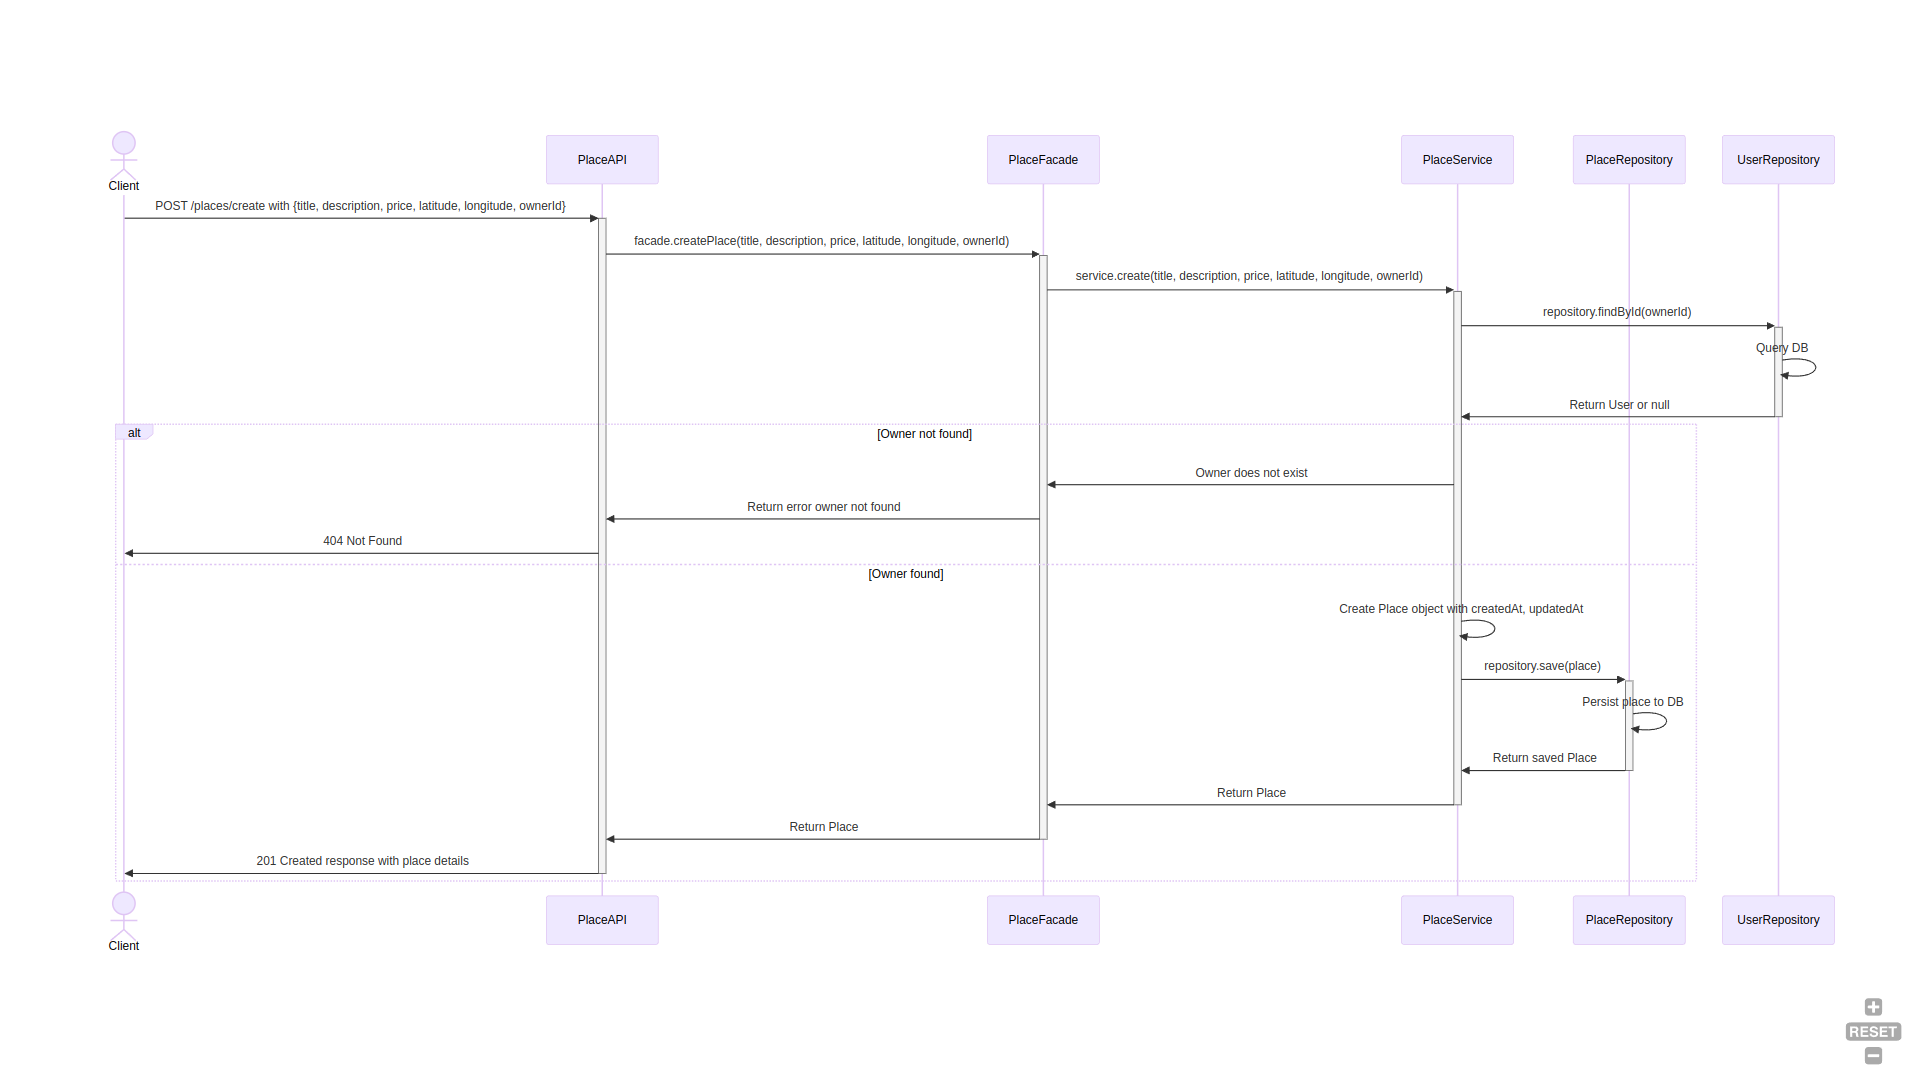 Client
PlaceAPI
PlaceFacade
PlaceService
PlaceRepository
UserRepository
POST /places/create with {title, description, price, latitude, longitude, ownerId}
facade.createPlace(title, description, price, latitude, longitude, ownerId)
service.create(title, description, price, latitude, longitude, ownerId)
repository.findById(ownerId)
Query DB
Return User or null
alt
[Owner not found]
Owner does not exist
Return error owner not found
404 Not Found
[Owner found]
Create Place object with createdAt, updatedAt
repository.save(place)
Persist place to DB
Return saved Place
Return Place
Return Place
201 Created response with place details
Client
PlaceAPI
PlaceFacade
PlaceService
PlaceRepository
UserRepository
RESET